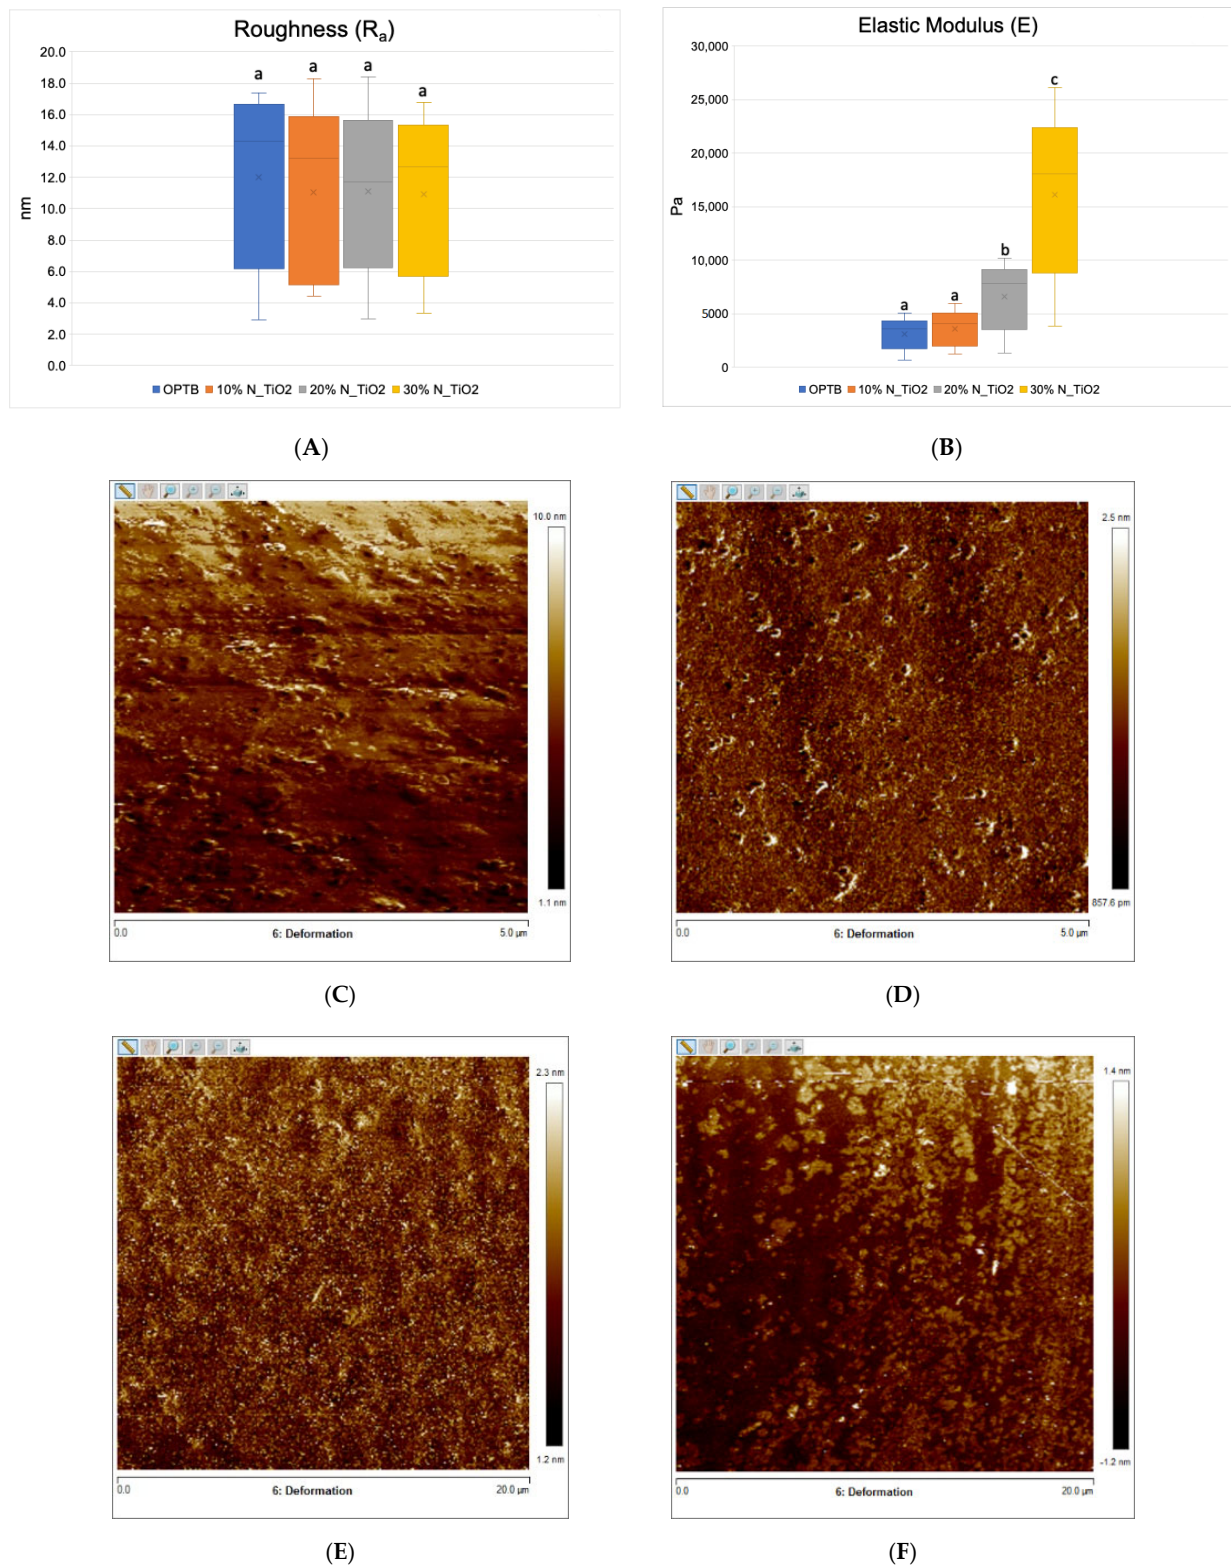 Roughness (Ra)
20.0
18.0
16.0
14.0
12.0
10.0
8.0
6.0
4.0
2.0
0.0
nm
a
a
a
a
OPTB 10% N_TiO2 20% N_TiO2 30% N_TiO2
(A)
Elastic Modulus (E)
30,000
25,000
20,000
15,000
10,000
5000
0
Pa
a
a
b
c
OPTB 10% N_TiO2 20% N_TiO2 30% N_TiO2
(B)
10.0 nm
1.1 nm
0.0 6: Deformation 5.0 µm
(C)
2.5 nm
857.6 pm
0.0 6: Deformation 5.0 µm
(D)
2.3 nm
1.2 nm
0.0 6: Deformation 20.0 µm
(E)
1.4 nm
-1.2 nm
0.0 6: Deformation 20.0 µm
(F)